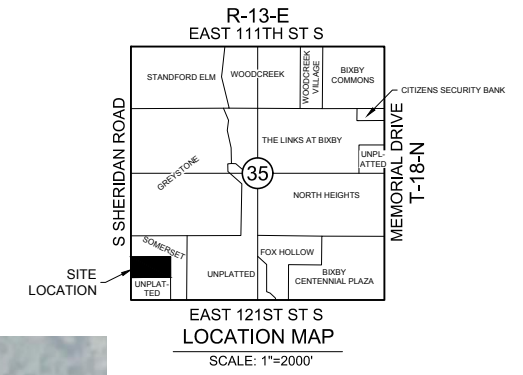 R-13-E
EAST 111TH ST S
STANDFORD ELM
WOODCREEK
WOODCREEK
VILLAGE
BIXBY
COMMONS
CITIZENS SECURITY BANK
S SHERIDAN ROAD
THE LINKS AT BIXBY
UNPL-
ATTED
MEMORIAL DRIVE
T-18-N
GREYSTONE
35
NORTH HEIGHTS
SOMERSET
FOX HOLLOW
SITE
LOCATION
UNPLAT-
TED
UNPLATTED
BIXBY
CENTENNIAL PLAZA
EAST 121ST ST S
LOCATION MAP
SCALE: 1"=2000'